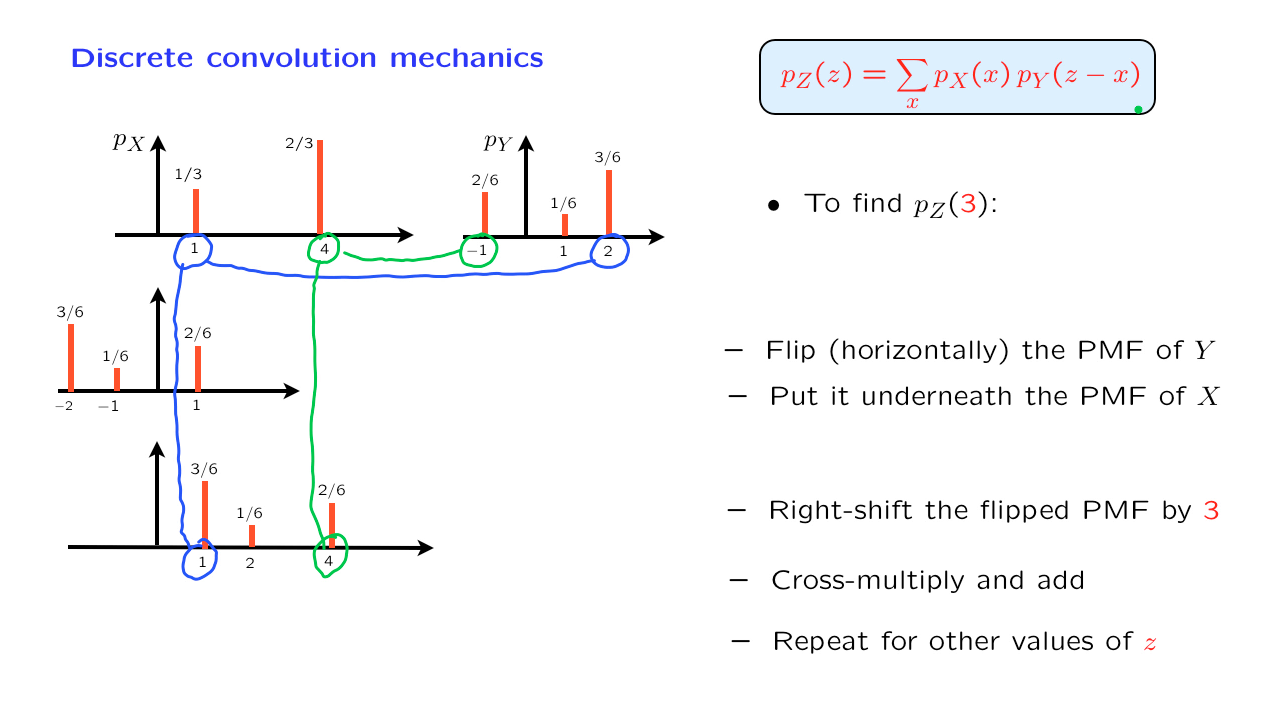 Discrete convolution mechanics
p_Z(z) = ∑_x p_X(x) p_Y(z − x)
p_X
1/3
2/3
1
4
p_Y
2/6
1/6
3/6
−1
1
2
• To find p_Z(3):
3/6
1/6
2/6
−2
−1
1
– Flip (horizontally) the PMF of Y
– Put it underneath the PMF of X
3/6
1/6
2/6
1
2
4
– Right-shift the flipped PMF by 3
– Cross-multiply and add
– Repeat for other values of z